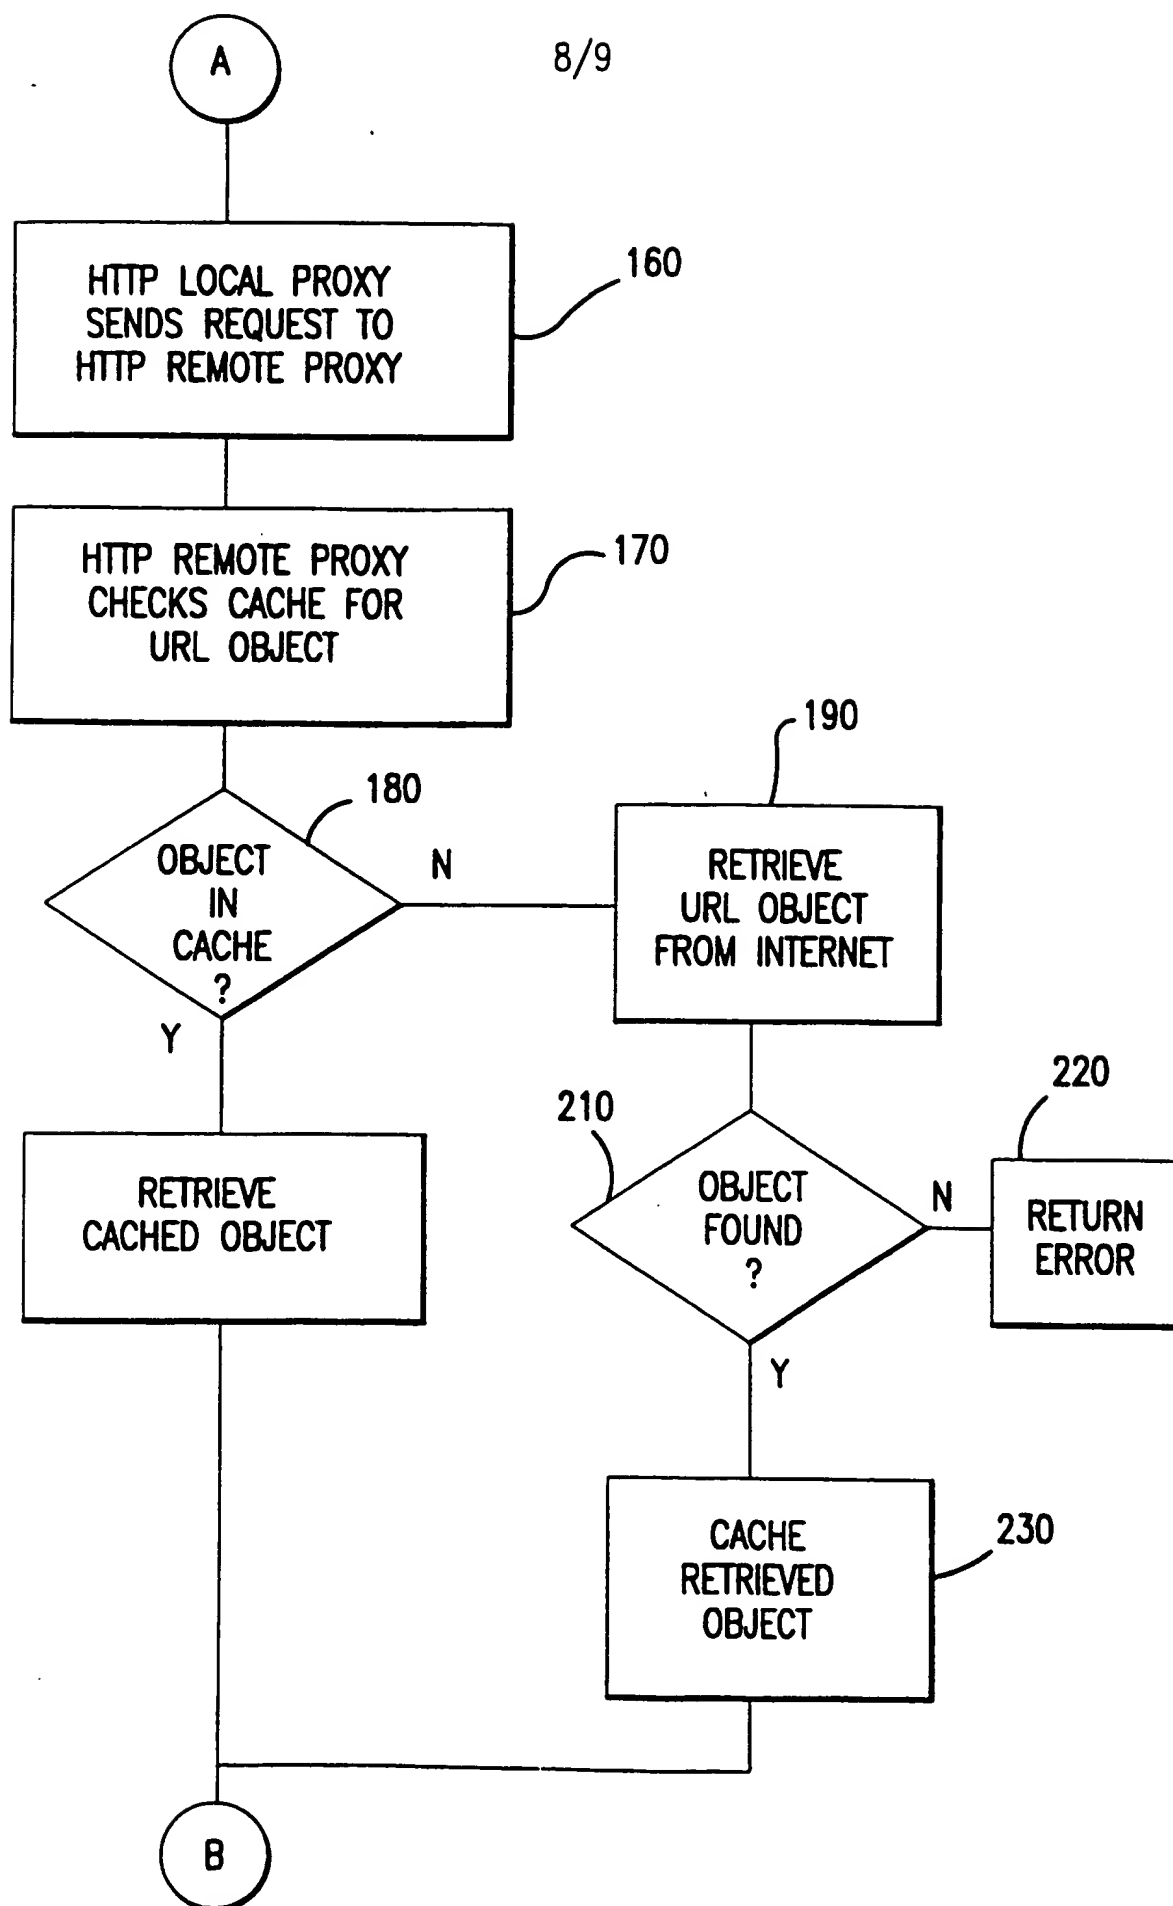 A
8/9
HTTP LOCAL PROXY
SENDS REQUEST TO
HTTP REMOTE PROXY
160
HTTP REMOTE PROXY
CHECKS CACHE FOR
URL OBJECT
170
180
OBJECT
IN
CACHE
?
N
Y
190
RETRIEVE
URL OBJECT
FROM INTERNET
RETRIEVE
CACHED OBJECT
210
OBJECT
FOUND
?
N
Y
220
RETURN
ERROR
CACHE
RETRIEVED
OBJECT
230
B